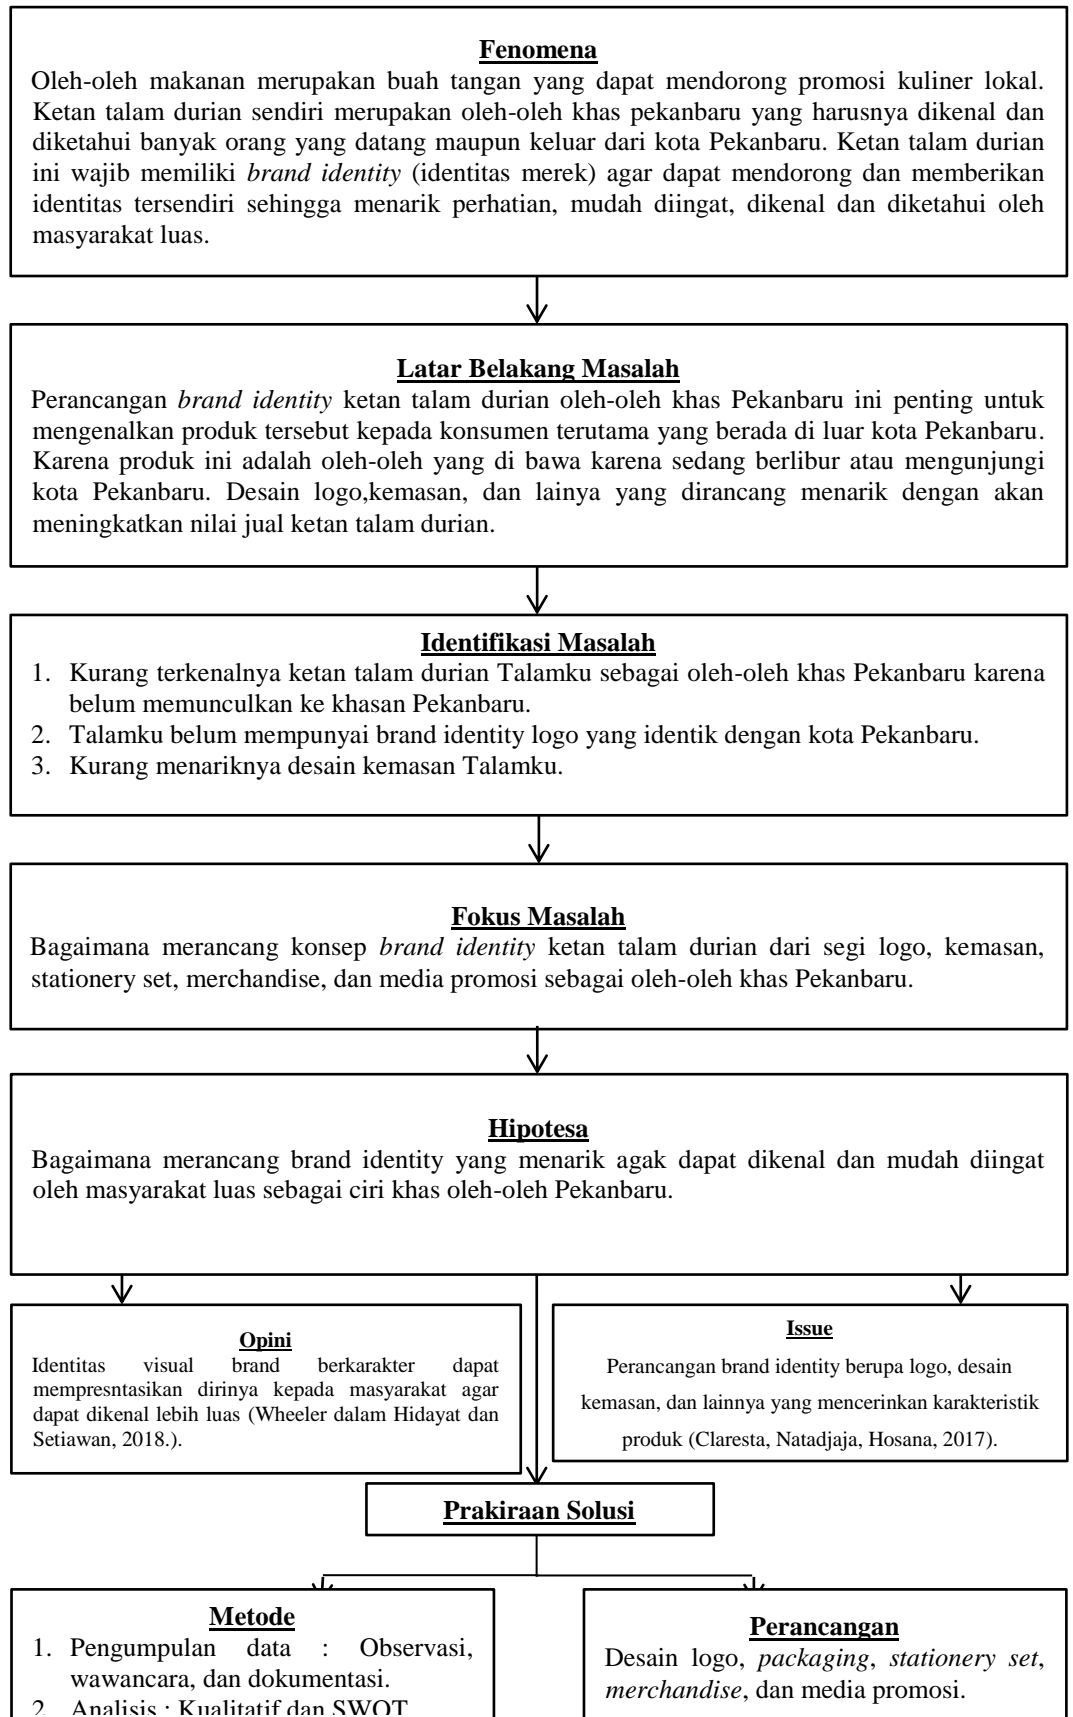 Fenomena
Oleh-oleh makanan merupakan buah tangan yang dapat mendorong promosi kuliner lokal.
Ketan talam durian sendiri merupakan oleh-oleh khas pekanbaru yang harusnya dikenal dan
diketahui banyak orang yang datang maupun keluar dari kota Pekanbaru. Ketan talam durian
ini wajib memiliki brand identity (identitas merek) agar dapat mendorong dan memberikan
identitas tersendiri sehingga menarik perhatian, mudah diingat, dikenal dan diketahui oleh
masyarakat luas.
Latar Belakang Masalah
Perancangan brand identity ketan talam durian oleh-oleh khas Pekanbaru ini penting untuk
mengenalkan produk tersebut kepada konsumen terutama yang berada di luar kota Pekanbaru.
Karena produk ini adalah oleh-oleh yang di bawa karena sedang berlibur atau mengunjungi
kota Pekanbaru. Desain logo,kemasan, dan lainya yang dirancang menarik dengan akan
meningkatkan nilai jual ketan talam durian.
Identifikasi Masalah
1. Kurang terkenalnya ketan talam durian Talamku sebagai oleh-oleh khas Pekanbaru karena
belum memunculkan ke khasan Pekanbaru.
2. Talamku belum mempunyai brand identity logo yang identik dengan kota Pekanbaru.
3. Kurang menariknya desain kemasan Talamku.
Fokus Masalah
Bagaimana merancang konsep brand identity ketan talam durian dari segi logo, kemasan,
stationery set, merchandise, dan media promosi sebagai oleh-oleh khas Pekanbaru.
Hipotesa
Bagaimana merancang brand identity yang menarik agak dapat dikenal dan mudah diingat
oleh masyarakat luas sebagai ciri khas oleh-oleh Pekanbaru.
Opini
Identitas visual brand berkarakter dapat
mempresntasikan dirinya kepada masyarakat agar
dapat dikenal lebih luas (Wheeler dalam Hidayat dan
Setiawan, 2018.).
Issue
Perancangan brand identity berupa logo, desain
kemasan, dan lainnya yang mencerinkan karakteristik
produk (Claresta, Natadjaja, Hosana, 2017).
Prakiraan Solusi
Metode
1. Pengumpulan data : Observasi,
wawancara, dan dokumentasi.
2. Analisis : Kualitatif dan SWOT
Perancangan
Desain logo, packaging, stationery set,
merchandise, dan media promosi.